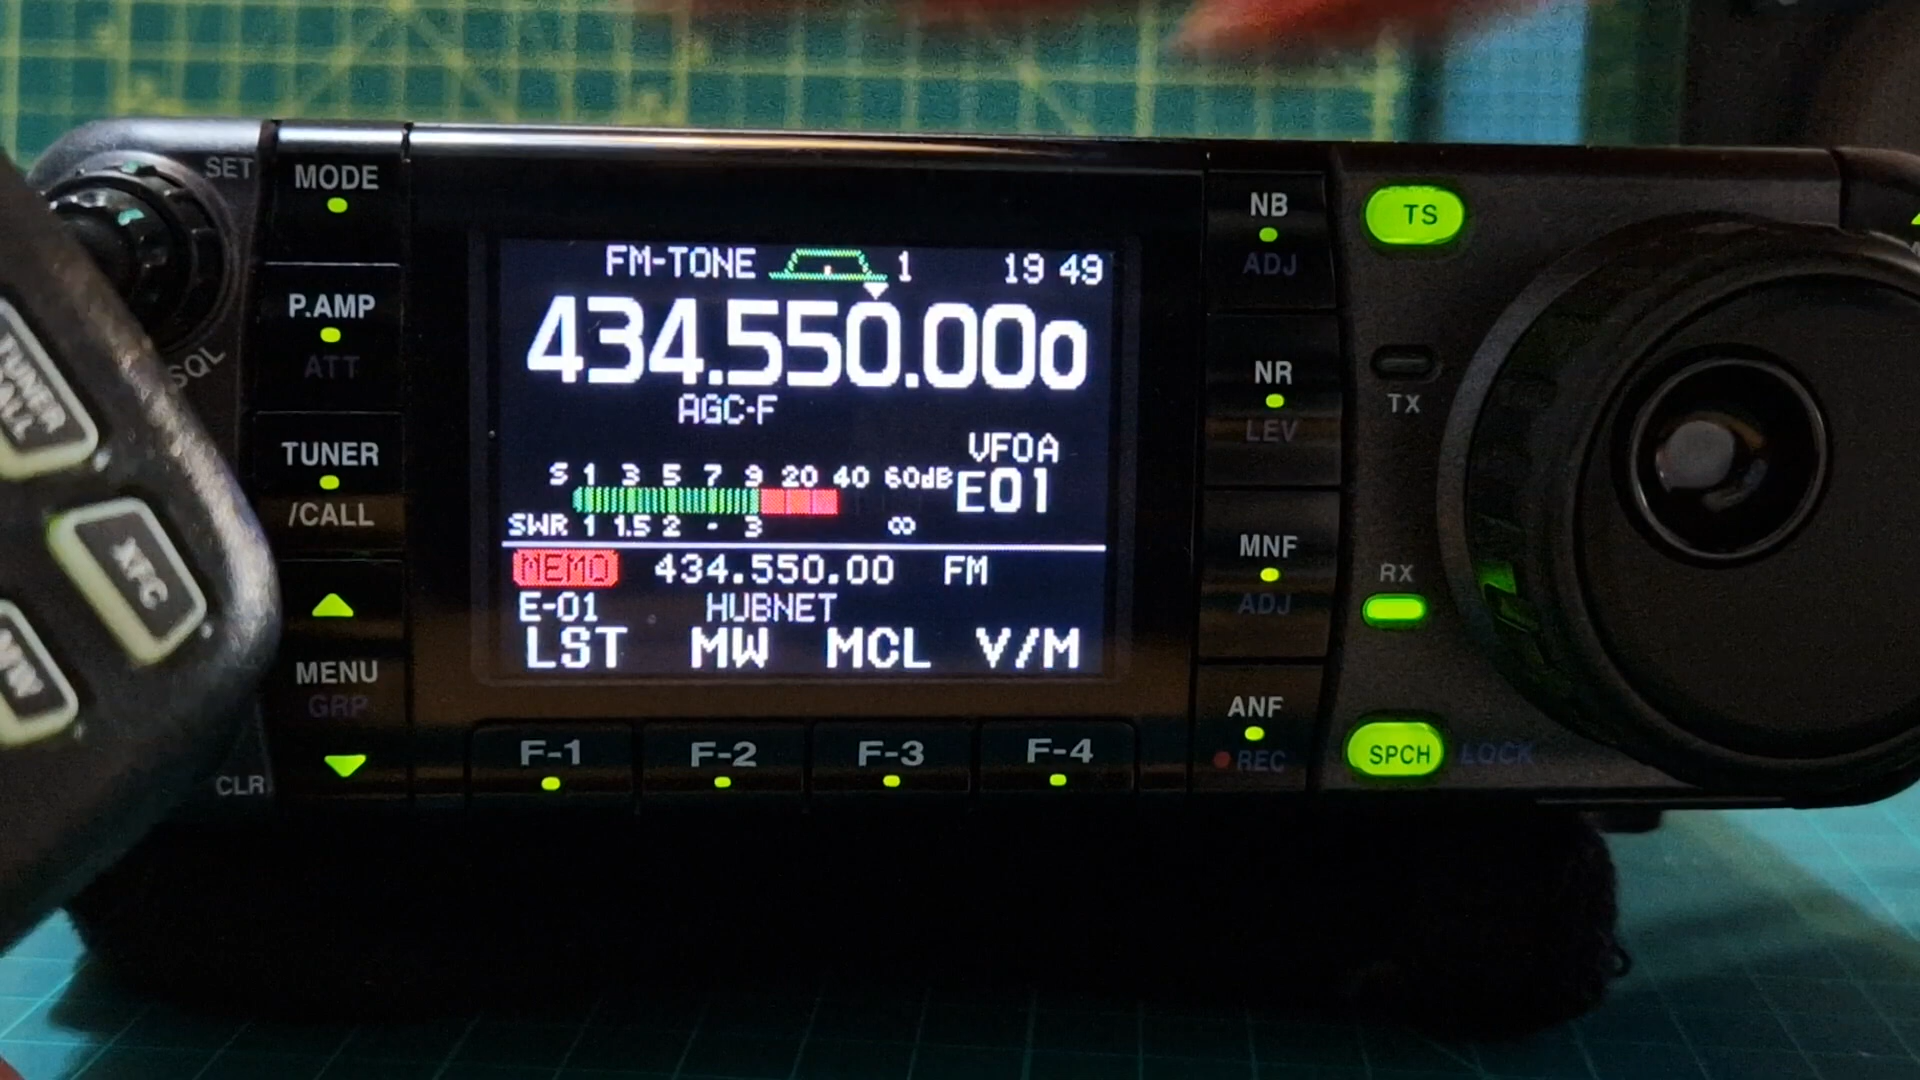 SET
MODE
P.AMP
ATT
SQL
TUNER
/CALL
MENU
GRP
CLR
TUNER
CALL
XFC
FM-TONE 1 19 49
434.550.000
AGC-F
VFOA
S 1 3 5 7 9 20 40 60dB
E01
SWR 1 1.5 2 - 3 ∞
MEMO 434.550.00 FM
E-01 HUBNET
LST MW MCL V/M
F-1 F-2 F-3 F-4
NB
ADJ
NR
LEV
MNF
ADJ
ANF
REC
TS
TX
RX
SPCH LOCK